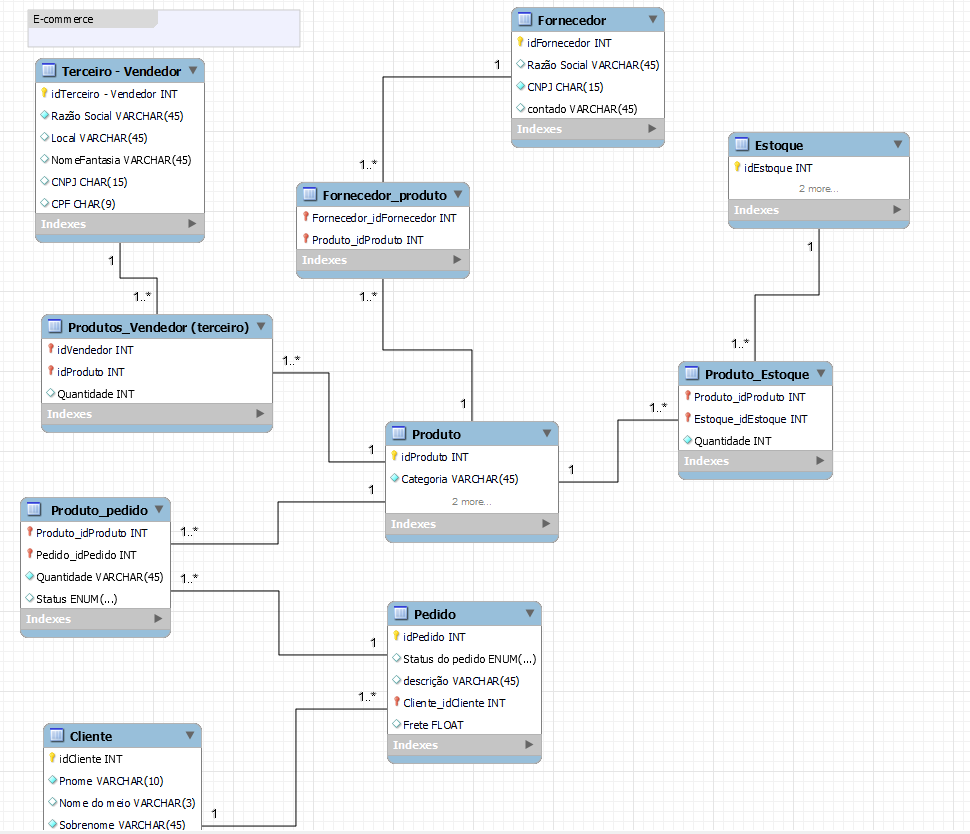 E-commerce
Fornecedor
idFornecedor INT
Razão Social VARCHAR(45)
CNPJ CHAR(15)
contado VARCHAR(45)
Indexes
Terceiro - Vendedor
idTerceiro - Vendedor INT
Razão Social VARCHAR(45)
Local VARCHAR(45)
NomeFantasia VARCHAR(45)
CNPJ CHAR(15)
CPF CHAR(9)
Indexes
Estoque
idEstoque INT
2 more...
Indexes
Fornecedor_produto
Fornecedor_idFornecedor INT
Produto_idProduto INT
Indexes
Produtos_Vendedor (terceiro)
idVendedor INT
idProduto INT
Quantidade INT
Indexes
Produto_Estoque
Produto_idProduto INT
Estoque_idEstoque INT
Quantidade INT
Indexes
Produto
idProduto INT
Categoria VARCHAR(45)
2 more...
Indexes
Produto_pedido
Produto_idProduto INT
Pedido_idPedido INT
Quantidade VARCHAR(45)
Status ENUM(...)
Indexes
Pedido
idPedido INT
Status do pedido ENUM(...)
descrição VARCHAR(45)
Cliente_idCliente INT
Frete FLOAT
Indexes
Cliente
idCliente INT
Pnome VARCHAR(10)
Nome do meio VARCHAR(3)
Sobrenome VARCHAR(45)
1
1..*
1
1..*
1..*
1
1
1..*
1..*
1
1..*
1
1..*
1
1..*
1
1..*
1